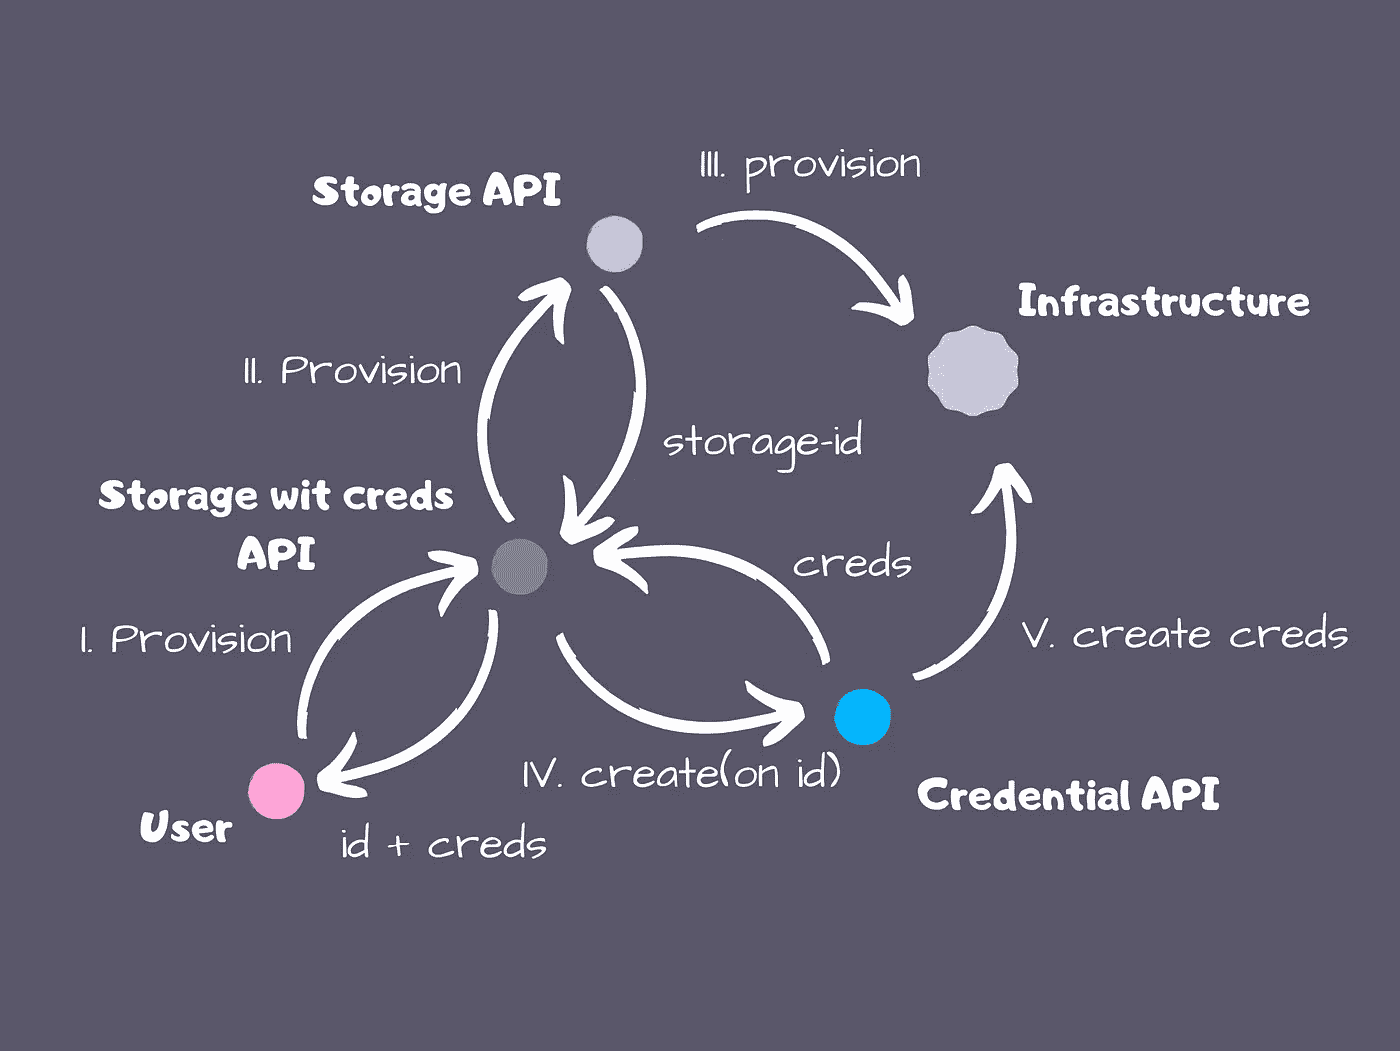 III. provision
Storage API
Infrastructure
II. Provision
storage-id
Storage wit creds
API
creds
I. Provision
V. create creds
IV. create(on id)
Credential API
User
id + creds